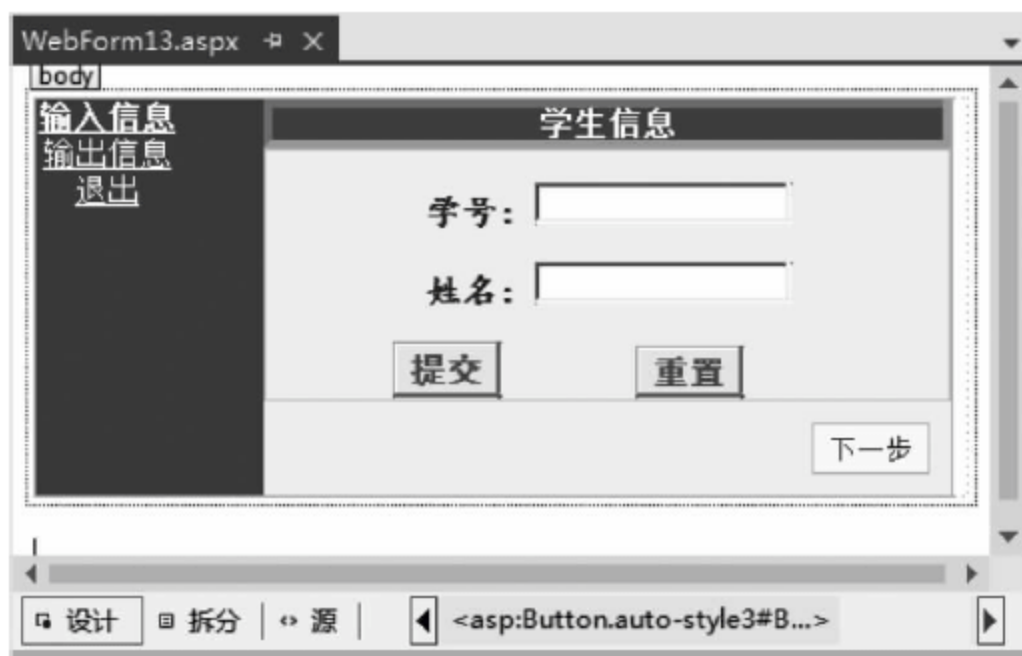 WebForm13.aspx
body
输入信息
输出信息
退出
学生信息
学号：
姓名：
提交 重置
下一步
设计 拆分 源 <asp:Button.auto-style3#B...>